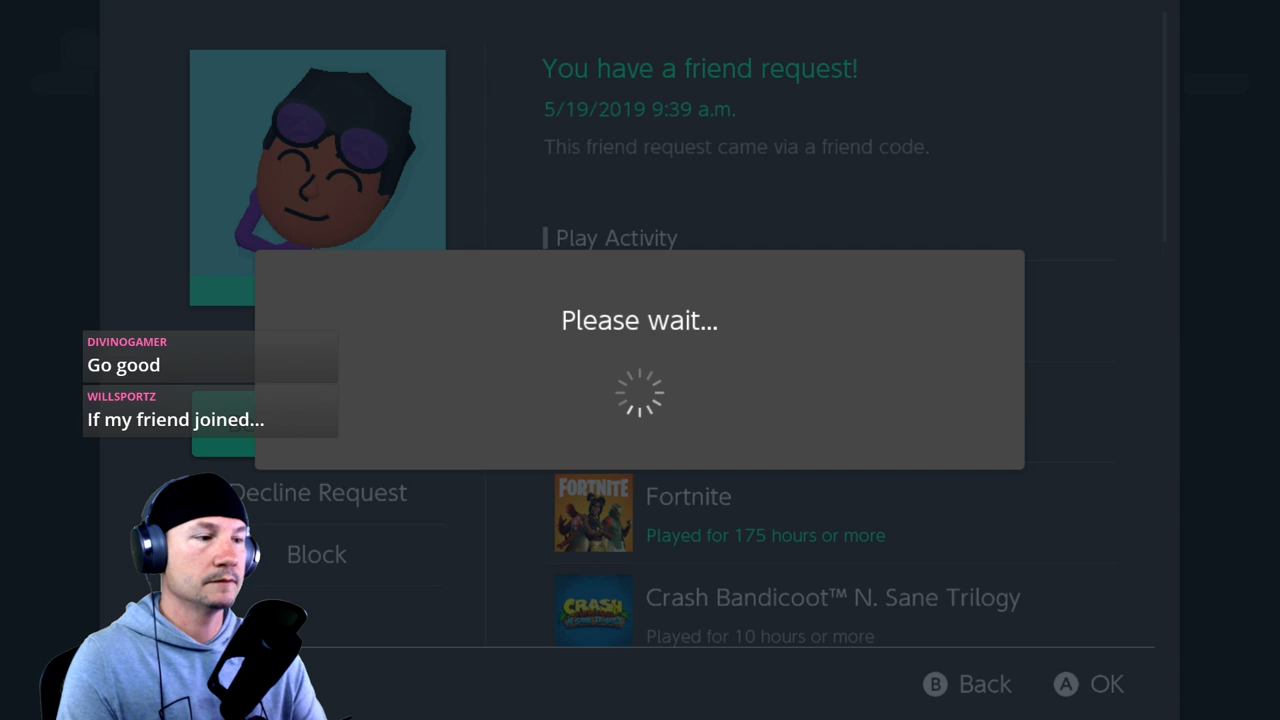 You have a friend request!
5/19/2019 9:39 a.m.
This friend request came via a friend code.
Play Activity
Please wait...
DIVINOGAMER
Go good
WILLSPORTZ
If my friend joined...
Decline Request
Block
FORTNITE
Fortnite
Played for 175 hours or more
CRASH
Crash Bandicoot™ N. Sane Trilogy
Played for 10 hours or more
B Back
A OK